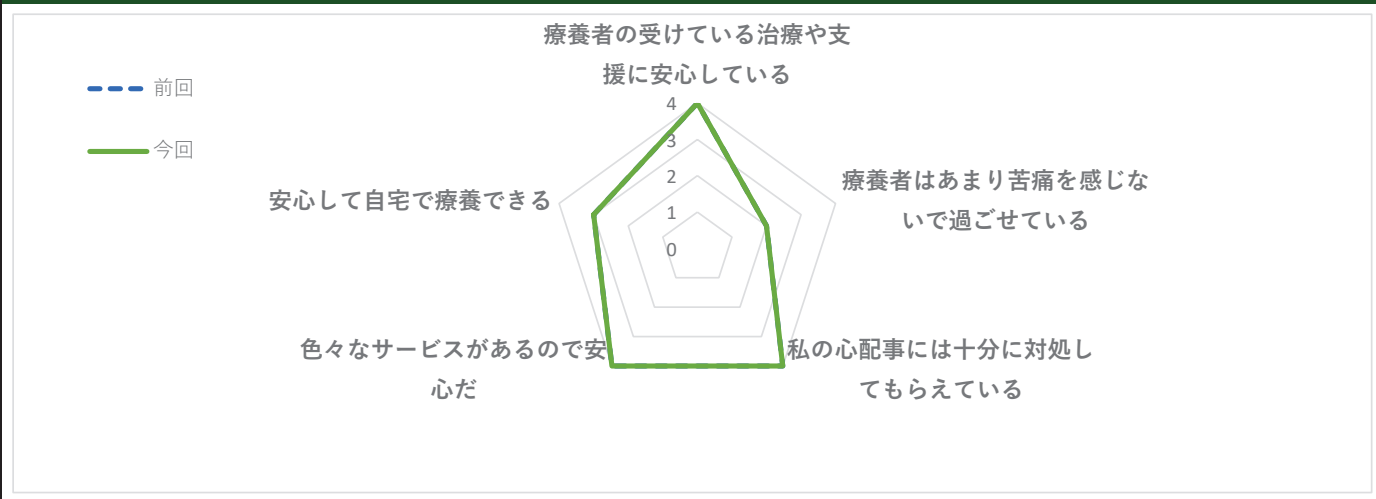 療養者の受けている治療や支
援に安心している
前回
今回
4
3
2
1
0
療養者はあまり苦痛を感じな
いで過ごせている
安心して自宅で療養できる
色々なサービスがあるので安
心だ
私の心配事には十分に対処し
てもらえている